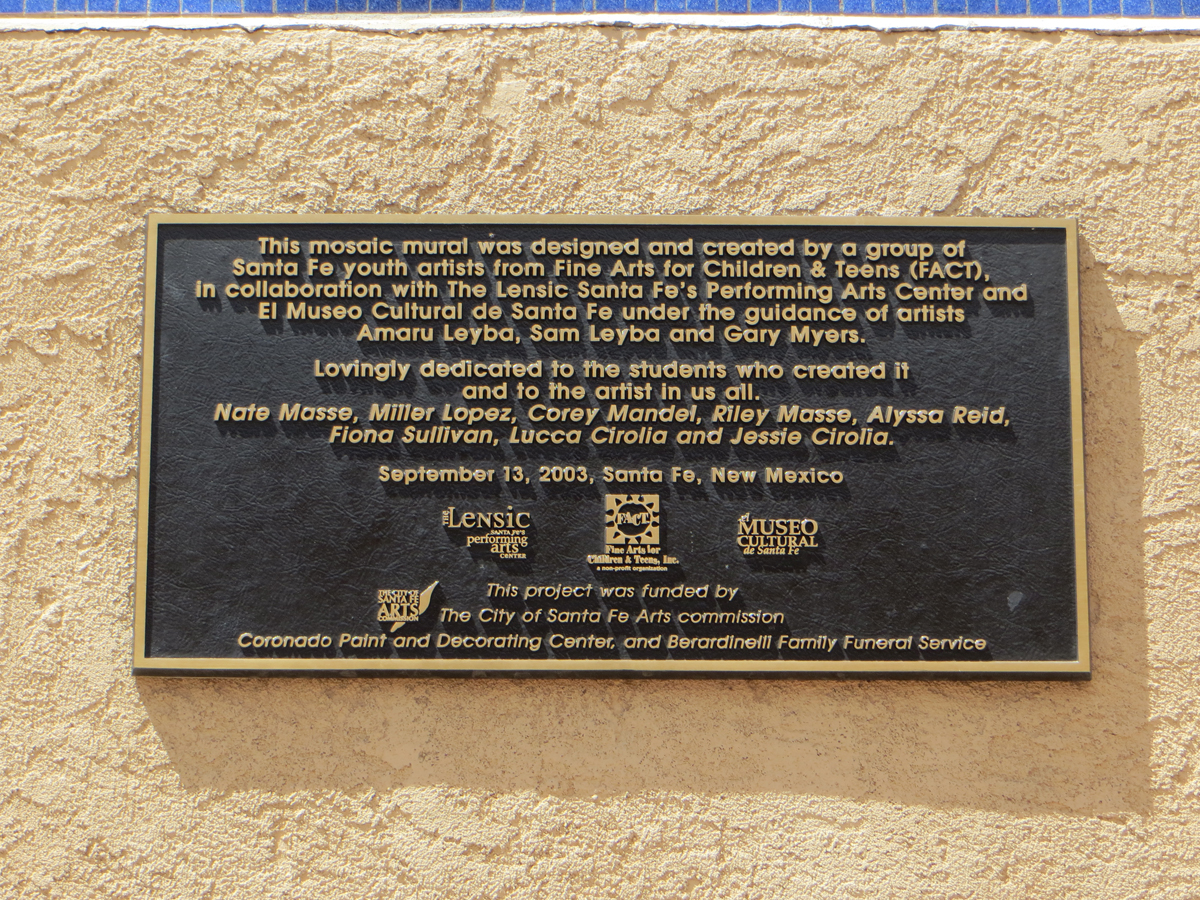 This mosaic mural was designed and created by a group of
Santa Fe youth artists from Fine Arts for Children & Teens (FACT),
in collaboration with The Lensic Santa Fe's Performing Arts Center and
El Museo Cultural de Santa Fe under the guidance of artists
Amaru Leyba, Sam Leyba and Gary Myers.
Lovingly dedicated to the students who created it
and to the artist in us all.
Nate Masse, Miller Lopez, Corey Mandel, Riley Masse, Alyssa Reid,
Fiona Sullivan, Lucca Cirolia and Jessie Cirolia.
September 13, 2003, Santa Fe, New Mexico
THE Lensic
SANTA FE'S
performing
arts
CENTER
FACT
Fine Arts for
Children & Teens, Inc.
a non-profit organization
el
MUSEO
CULTURAL
de Santa Fe
THE CITY OF
SANTA FE
ARTS
COMMISSION
This project was funded by
The City of Santa Fe Arts commission
Coronado Paint and Decorating Center, and Berardinelli Family Funeral Service